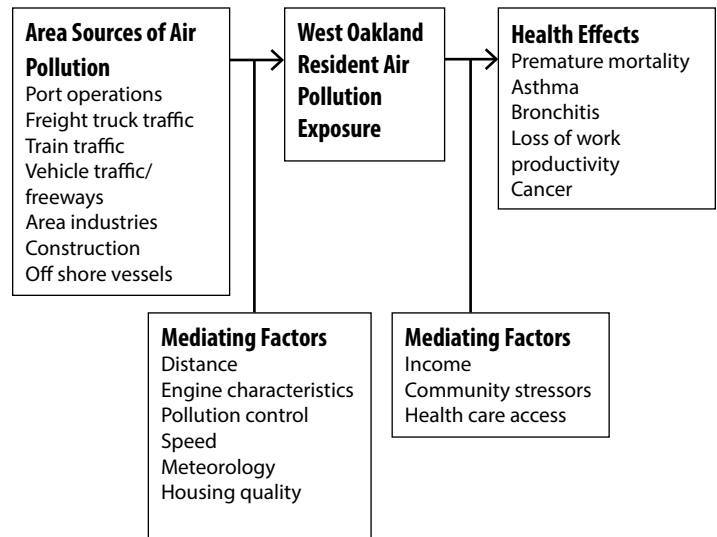 Area Sources of Air
Pollution
Port operations
Freight truck traffic
Train traffic
Vehicle traffic/
freeways
Area industries
Construction
Off shore vessels
West Oakland
Resident Air
Pollution
Exposure
Health Effects
Premature mortality
Asthma
Bronchitis
Loss of work
productivity
Cancer
Mediating Factors
Distance
Engine characteristics
Pollution control
Speed
Meteorology
Housing quality
Mediating Factors
Income
Community stressors
Health care access